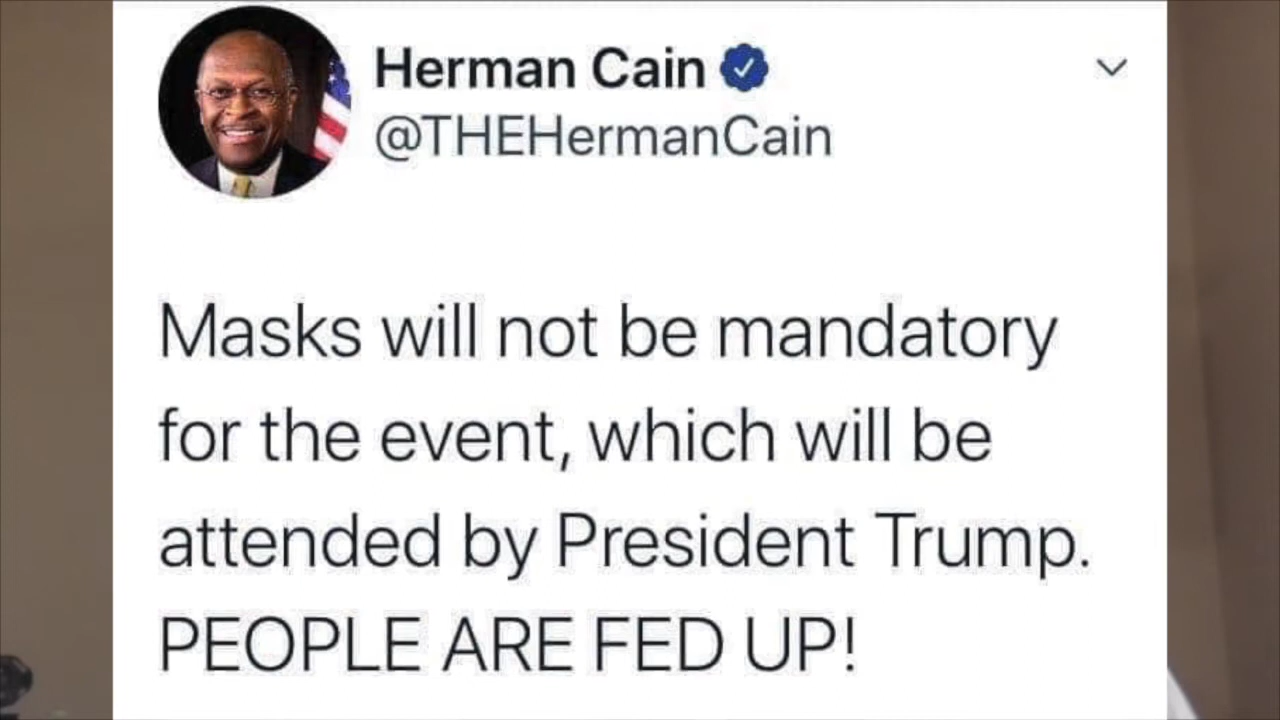 Herman Cain
@THEHermanCain
Masks will not be mandatory
for the event, which will be
attended by President Trump.
PEOPLE ARE FED UP!